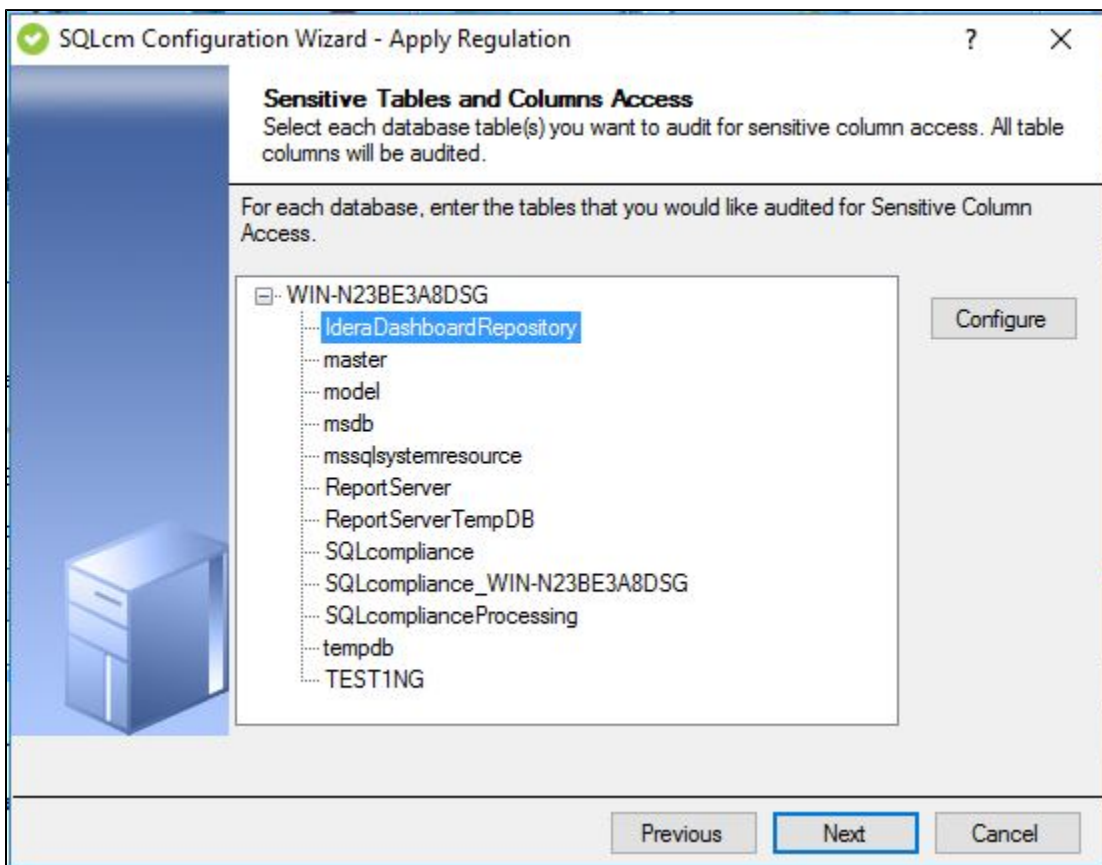 SQLcm Configuration Wizard - Apply Regulation
?
Sensitive Tables and Columns Access
Select each database table(s) you want to audit for sensitive column access. All table
columns will be audited.
For each database, enter the tables that you would like audited for Sensitive Column
Access.
WIN-N23BE3A8DSG
IderaDashboardRepository
master
model
msdb
mssqlsystemresource
ReportServer
ReportServerTempDB
SQLcompliance
SQLcompliance_WIN-N23BE3A8DSG
SQLcomplianceProcessing
tempdb
TEST1NG
Configure
Previous
Next
Cancel